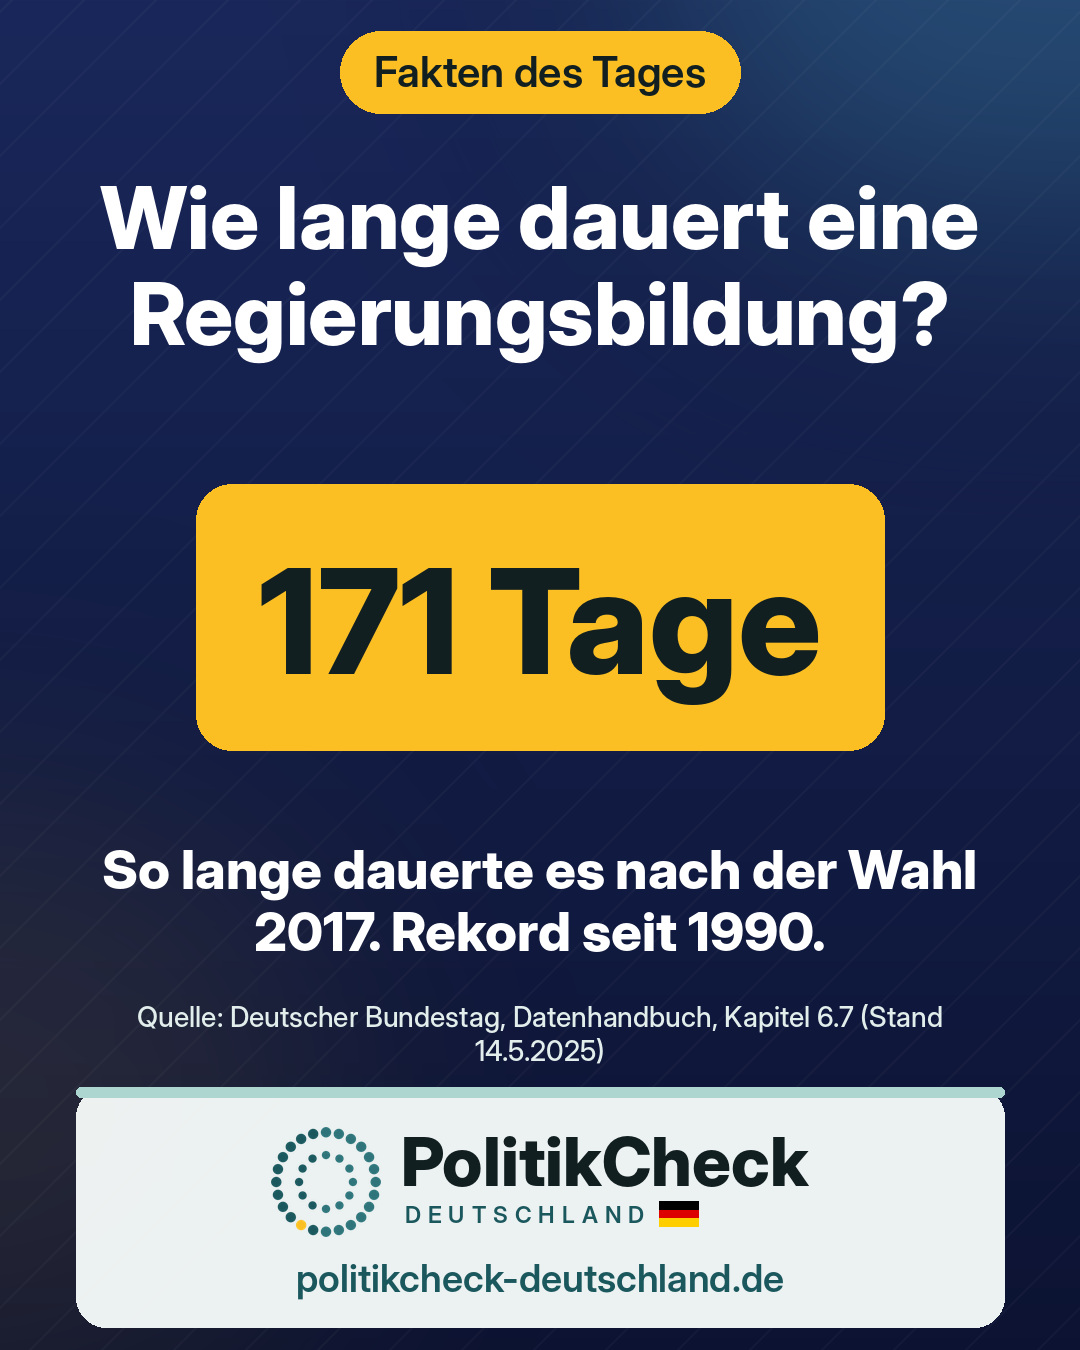 Fakten des Tages
Wie lange dauert eine
Regierungsbildung?
171 Tage
So lange dauerte es nach der Wahl
2017. Rekord seit 1990.
Quelle: Deutscher Bundestag, Datenhandbuch, Kapitel 6.7 (Stand
14.5.2025)
PolitikCheck
DEUTSCHLAND
politikcheck-deutschland.de